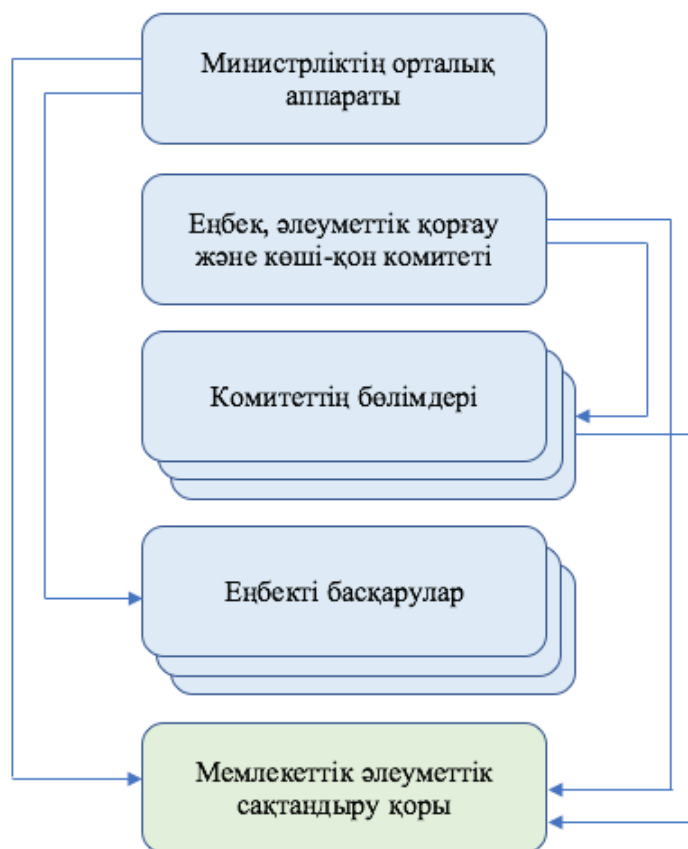 Министрліктің орталық
аппараты
Еңбек, әлеуметтік қорғау
және көші-қон комитеті
Комитеттің бөлімдері
Еңбекті басқарулар
Мемлекеттік әлеуметтік
сақтандыру қоры